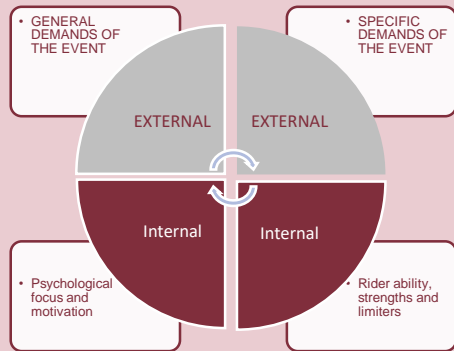 • GENERAL
DEMANDS OF
THE EVENT
• SPECIFIC
DEMANDS OF
THE EVENT
EXTERNAL
EXTERNAL
Internal
Internal
• Psychological
focus and
motivation
• Rider ability,
strengths and
limiters